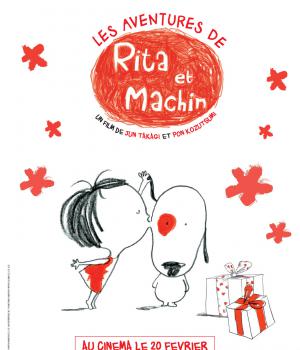 LES AVENTURES DE
Rita
et
Machin
UN FILM DE JUN TAKAGI ET PON KOZUTSUMI
AU CINÉMA LE 20 FÉVRIER